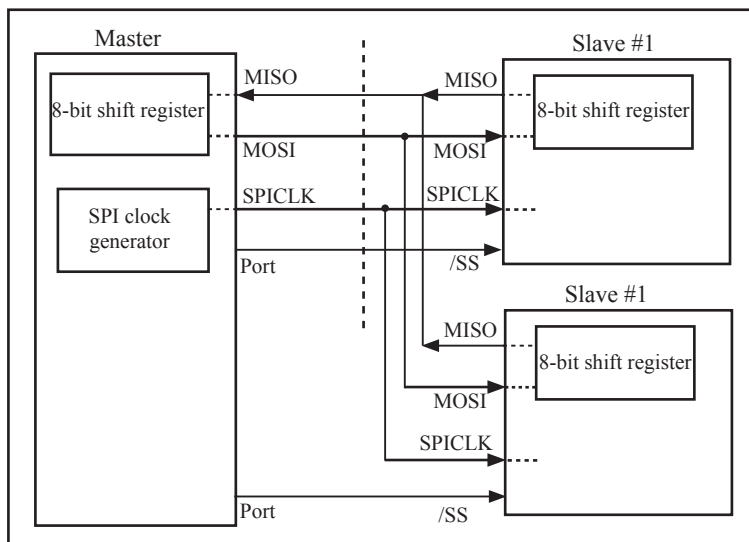 Master
8-bit shift register
MISO
MOSI
SPI clock
generator
SPICLK
Port
Port
Slave #1
MISO
8-bit shift register
MOSI
SPICLK
/SS
Slave #1
MISO
8-bit shift register
MOSI
SPICLK
/SS